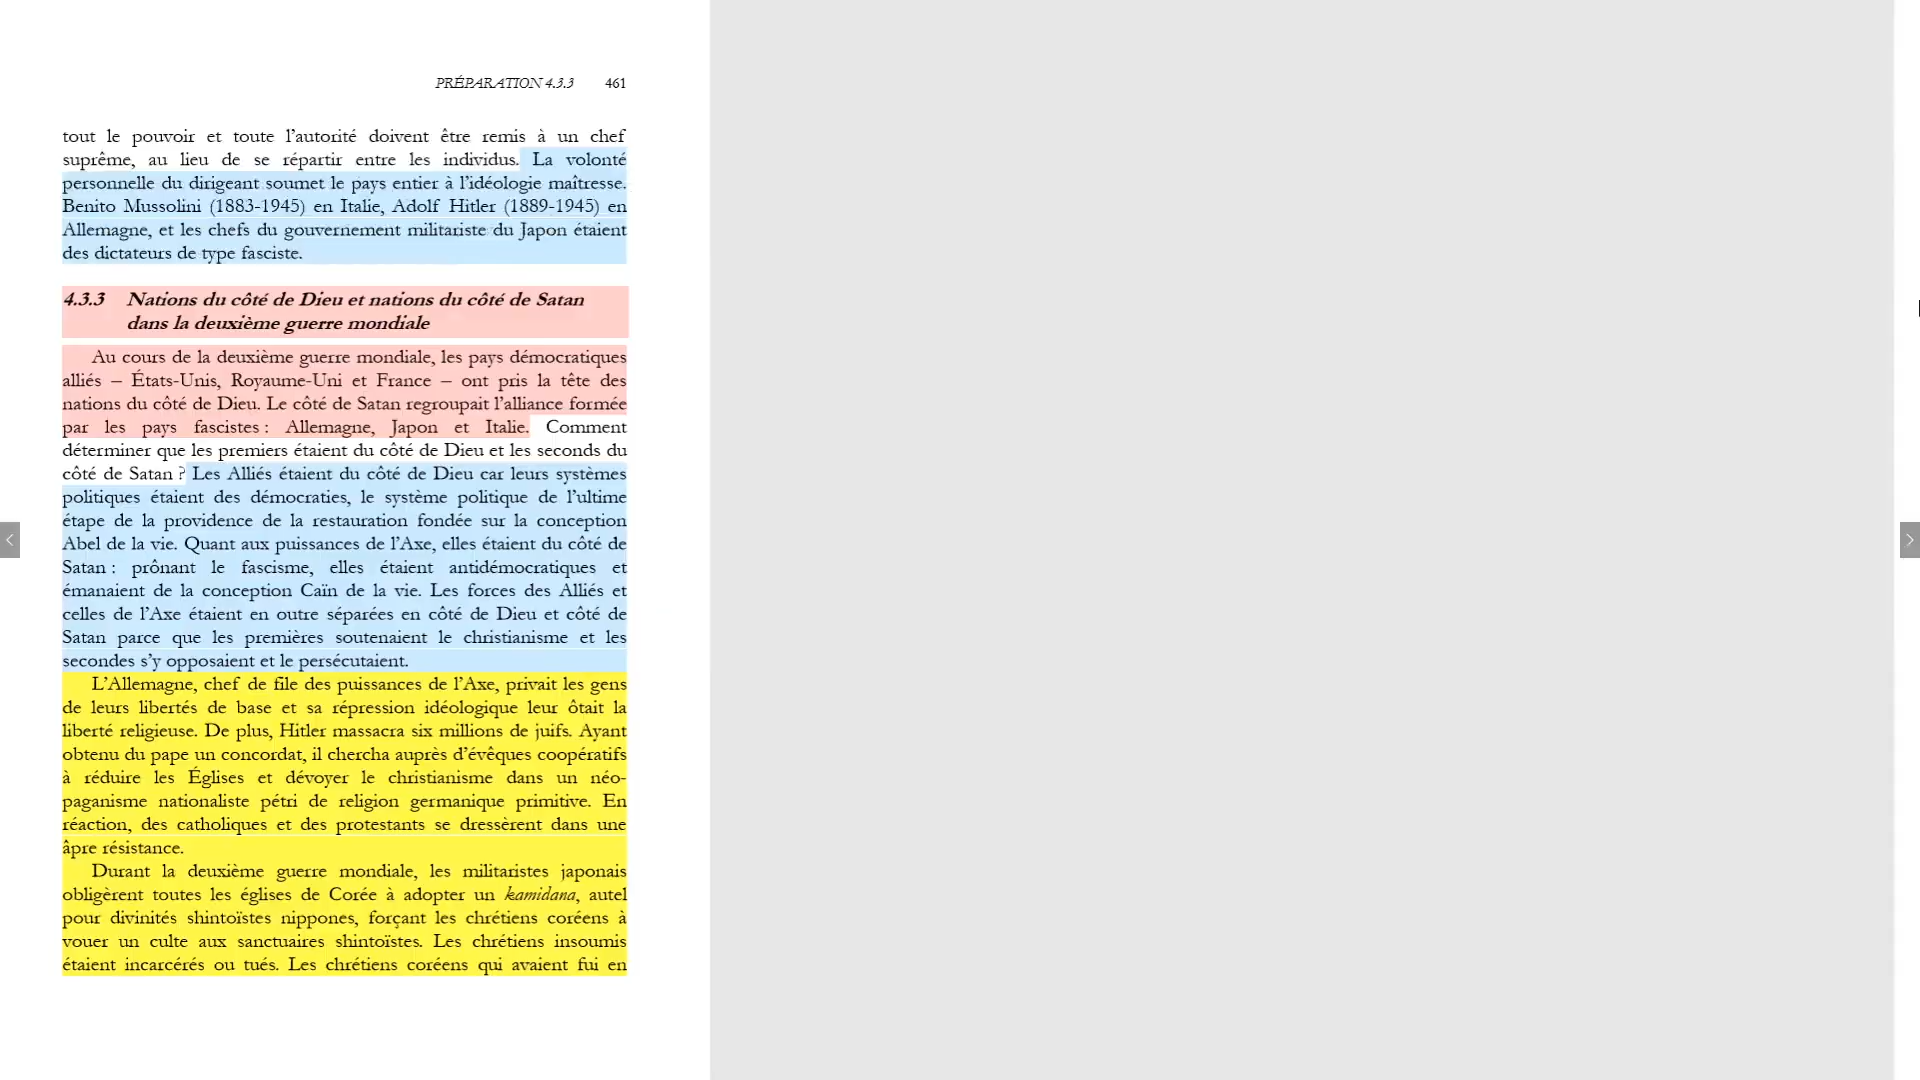 PRÉPARATION 4.3.3 461
tout le pouvoir et toute l'autorité doivent être remis à un chef
suprême, au lieu de se répartir entre les individus. La volonté
personnelle du dirigeant soumet le pays entier à l'idéologie maîtresse.
Benito Mussolini (1883-1945) en Italie, Adolf Hitler (1889-1945) en
Allemagne, et les chefs du gouvernement militariste du Japon étaient
des dictateurs de type fasciste.
4.3.3 Nations du côté de Dieu et nations du côté de Satan
dans la deuxième guerre mondiale
Au cours de la deuxième guerre mondiale, les pays démocratiques
alliés – États-Unis, Royaume-Uni et France – ont pris la tête des
nations du côté de Dieu. Le côté de Satan regroupait l'alliance formée
par les pays fascistes : Allemagne, Japon et Italie. Comment
déterminer que les premiers étaient du côté de Dieu et les seconds du
côté de Satan ? Les Alliés étaient du côté de Dieu car leurs systèmes
politiques étaient des démocraties, le système politique de l'ultime
étape de la providence de la restauration fondée sur la conception
Abel de la vie. Quant aux puissances de l'Axe, elles étaient du côté de
Satan : prônant le fascisme, elles étaient antidémocratiques et
émanaient de la conception Caïn de la vie. Les forces des Alliés et
celles de l'Axe étaient en outre séparées en côté de Dieu et côté de
Satan parce que les premières soutenaient le christianisme et les
secondes s'y opposaient et le persécutaient.
L'Allemagne, chef de file des puissances de l'Axe, privait les gens
de leurs libertés de base et sa répression idéologique leur ôtait la
liberté religieuse. De plus, Hitler massacra six millions de juifs. Ayant
obtenu du pape un concordat, il chercha auprès d'évêques coopératifs
à réduire les Églises et dévoyer le christianisme dans un néo-
paganisme nationaliste pétri de religion germanique primitive. En
réaction, des catholiques et des protestants se dressèrent dans une
âpre résistance.
Durant la deuxième guerre mondiale, les militaristes japonais
obligèrent toutes les églises de Corée à adopter un kamidana, autel
pour divinités shintoïstes nippones, forçant les chrétiens coréens à
vouer un culte aux sanctuaires shintoïstes. Les chrétiens insoumis
étaient incarcérés ou tués. Les chrétiens coréens qui avaient fui en